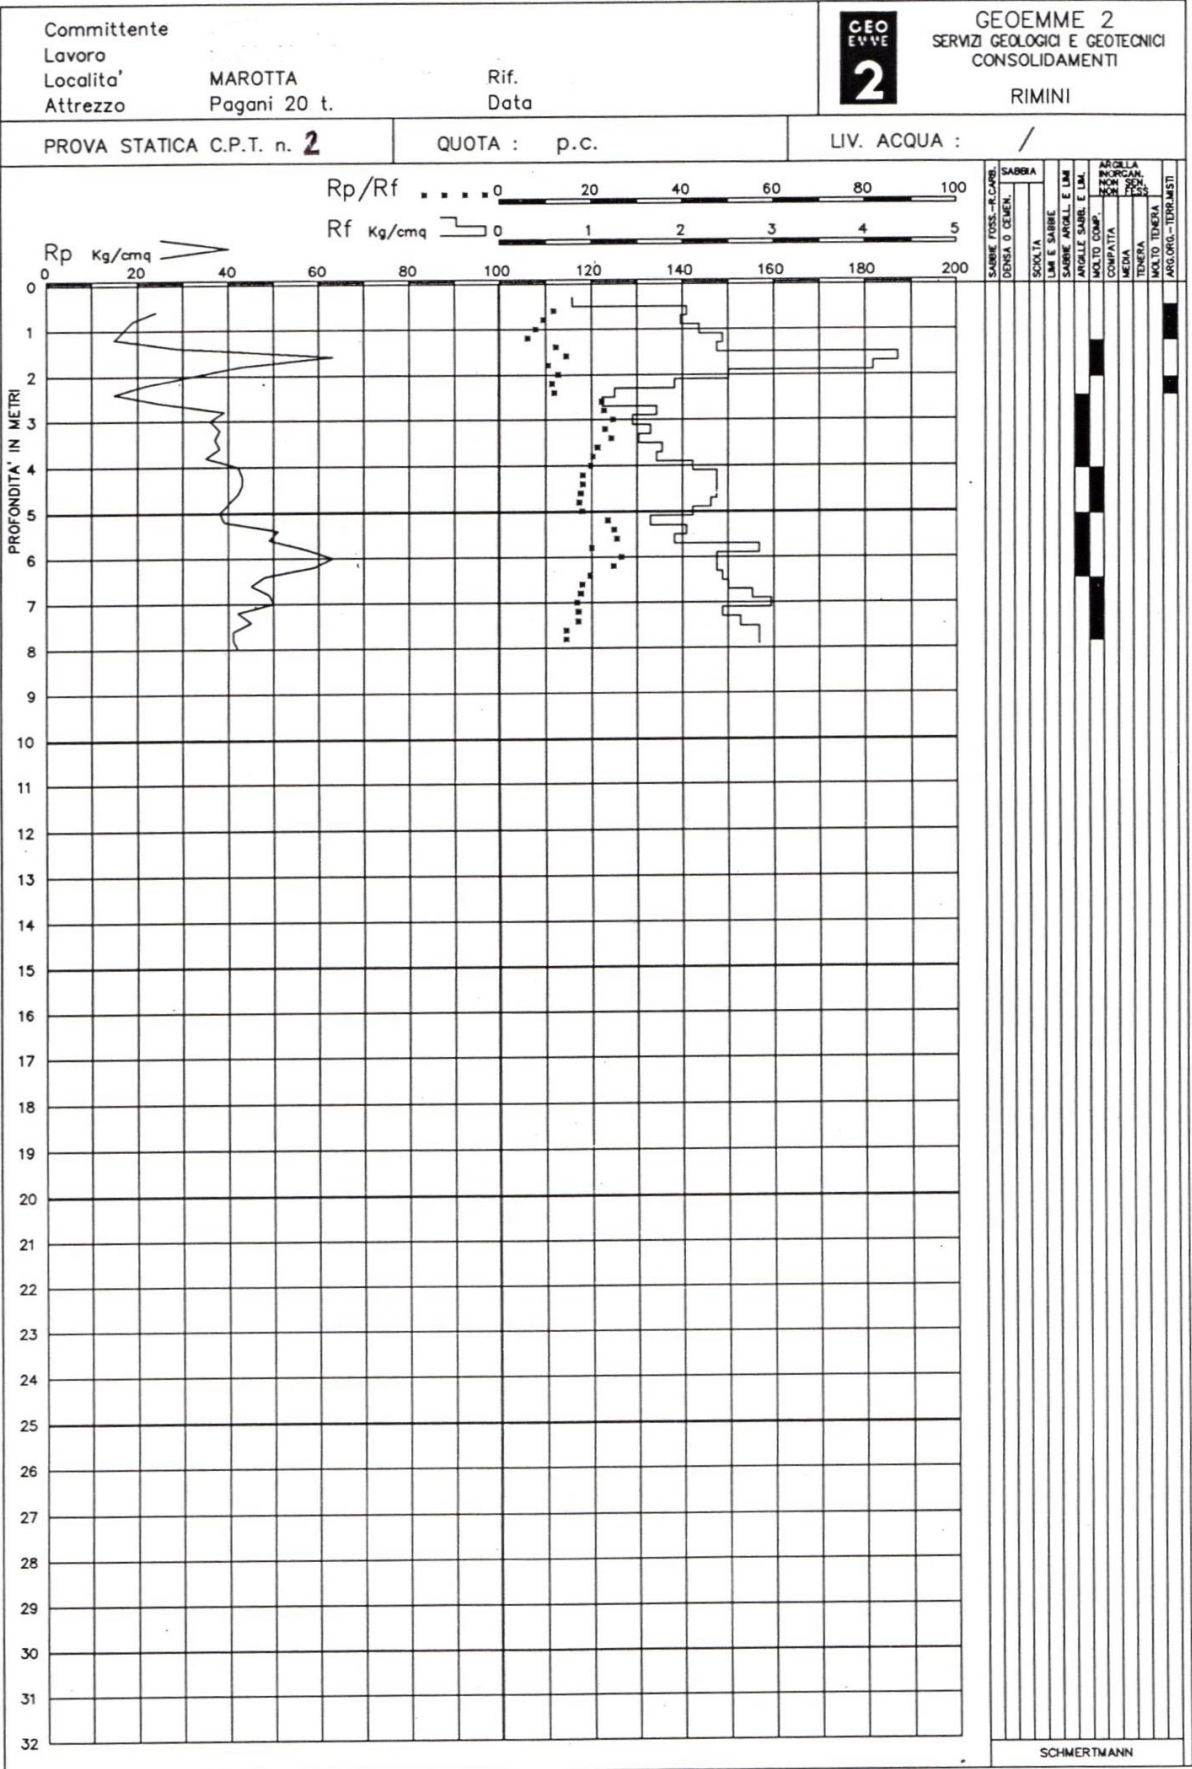 Committente
Lavoro
Localita' MAROTTA Rif.
Attrezzo Pagani 20 t. Data
GEO
EMME
2
GEOEMME 2
SERVIZI GEOLOGICI E GEOTECNICI
CONSOLIDAMENTI
RIMINI
PROVA STATICA C.P.T. n. 2
QUOTA : p.c.
LIV. ACQUA : /
Rp/Rf 0 20 40 60 80 100
Rf Kg/cmq 0 1 2 3 4 5
Rp Kg/cmq
0 20 40 60 80 100 120 140 160 180 200
PROFONDITA' IN METRI
0
1
2
3
4
5
6
7
8
9
10
11
12
13
14
15
16
17
18
19
20
21
22
23
24
25
26
27
28
29
30
31
32
SABBIE FOSS.-R.CARB.
SABBIA
DENSA O CEMEN.
SCIOLTA
LIMI E SABBIE
SABBIE ARGILL. E LIMI
ARGILLE SABB. E LIM.
ARGILLA
INORGAN.
NON SEN.
NON FESS.
MOLTO COMP.
COMPATTA
MEDIA
TENERA
MOLTO TENERA
ARG.ORG.-TERR.MISTI
SCHMERTMANN